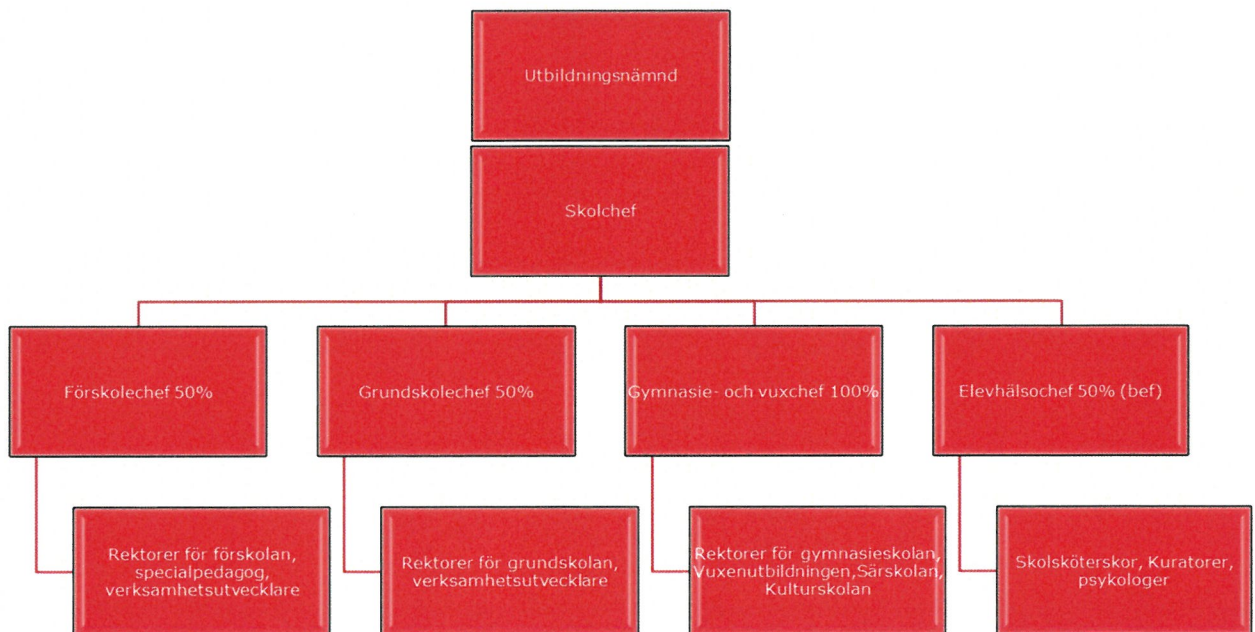 Utbildningsnämnd
Skolchef
Förskolechef 50%
Grundskolechef 50%
Gymnasie- och vuxchef 100%
Elevhälsochef 50% (bef)
Rektorer för förskolan,
specialpedagog,
verksamhetsutvecklare
Rektorer för grundskolan,
verksamhetsutvecklare
Rektorer för gymnasieskolan,
Vuxenutbildningen,Särskolan,
Kulturskolan
Skolsköterskor, Kuratorer,
psykologer